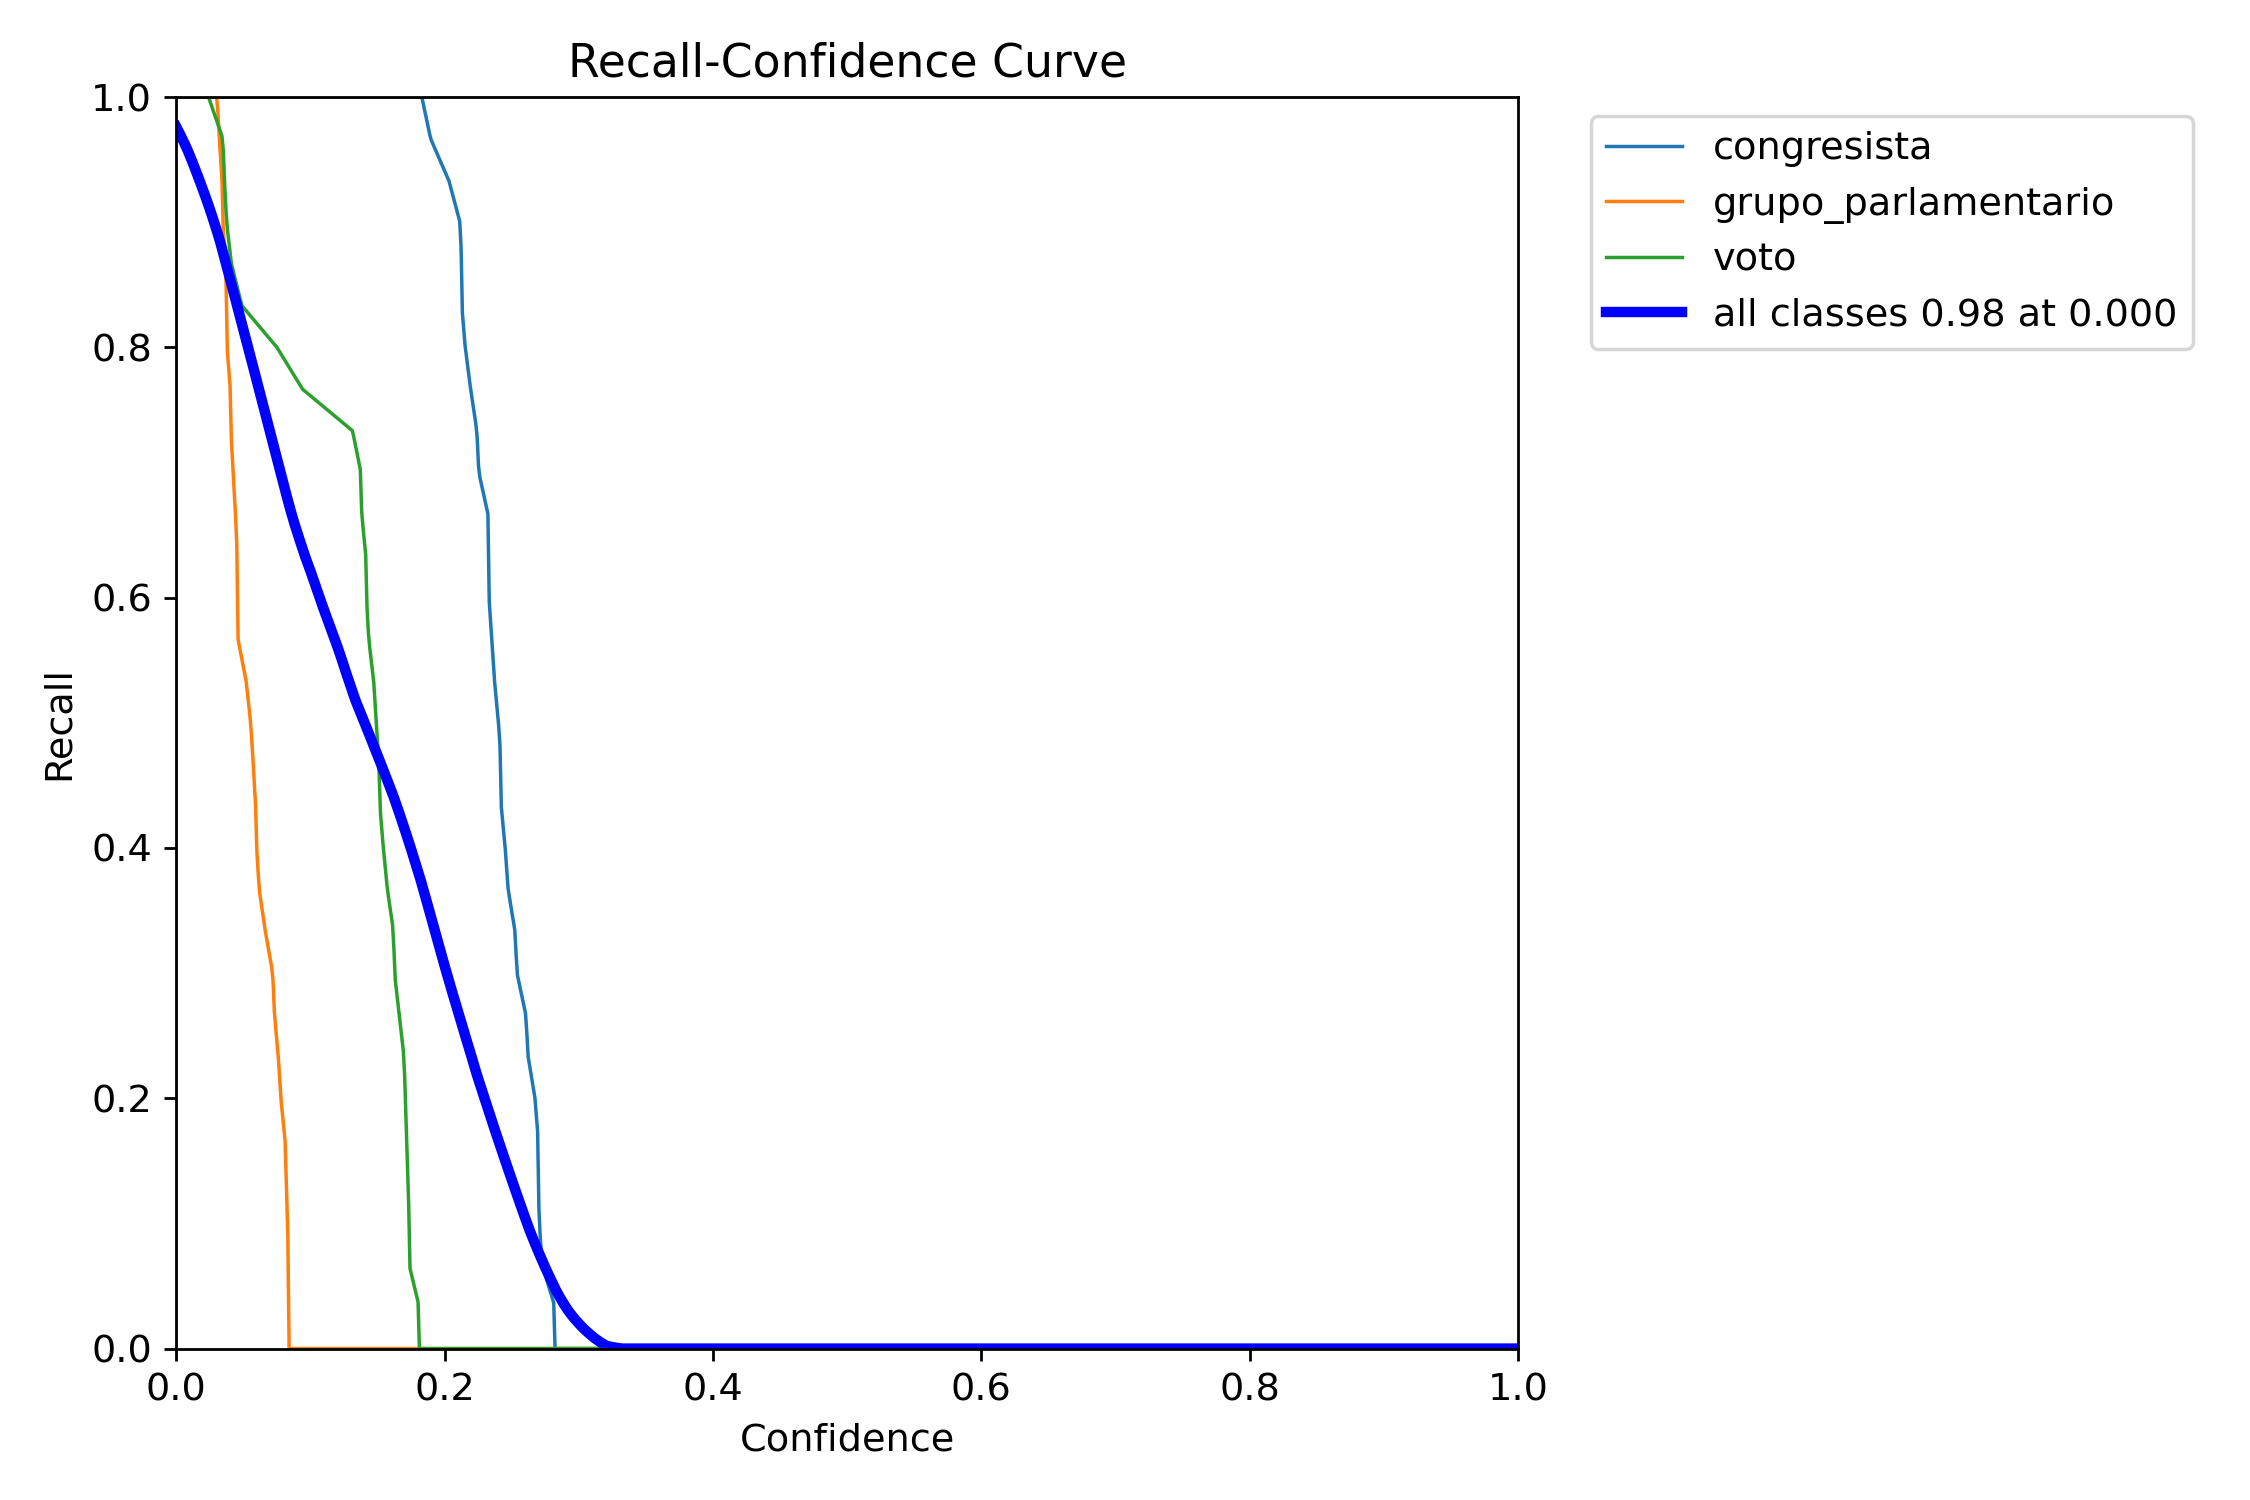 Recall-Confidence Curve
1.0
0.8
0.6
0.4
0.2
0.0
Recall
0.0 0.2 0.4 0.6 0.8 1.0
Confidence
congresista
grupo_parlamentario
voto
all classes 0.98 at 0.000